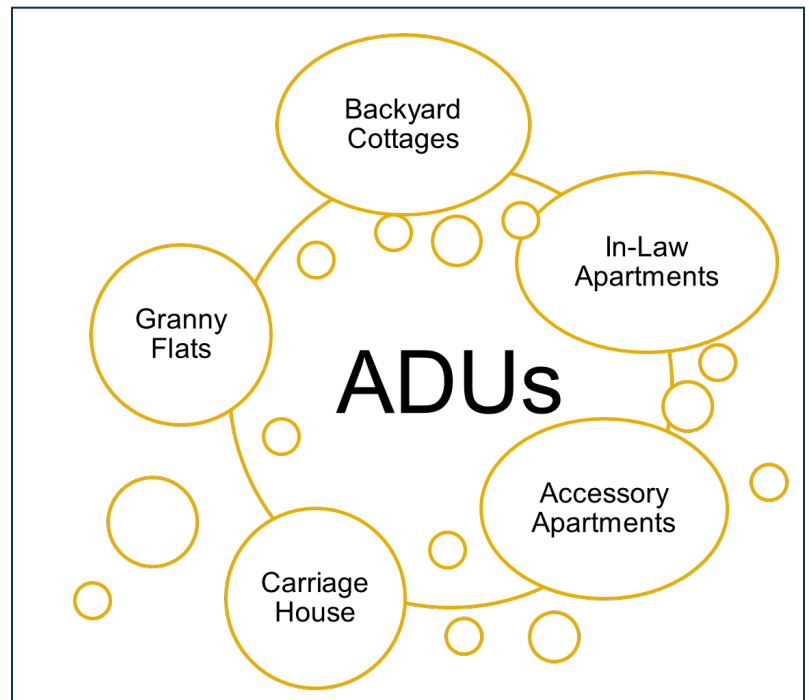 Backyard
Cottages
In-Law
Apartments
Granny
Flats
ADUs
Accessory
Apartments
Carriage
House